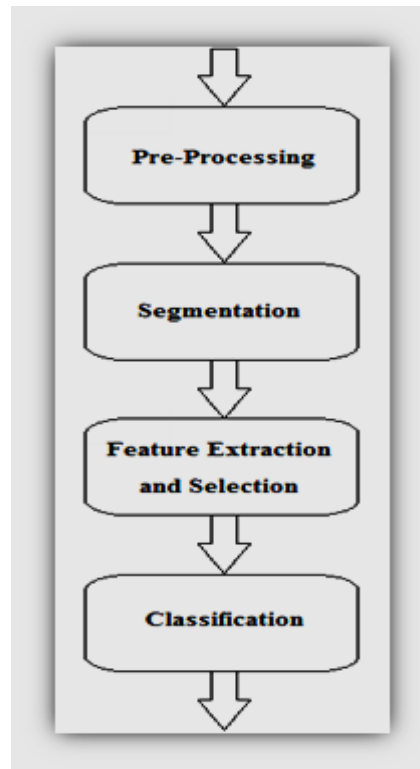 Pre-Processing
Segmentation
Feature Extraction
and Selection
Classification